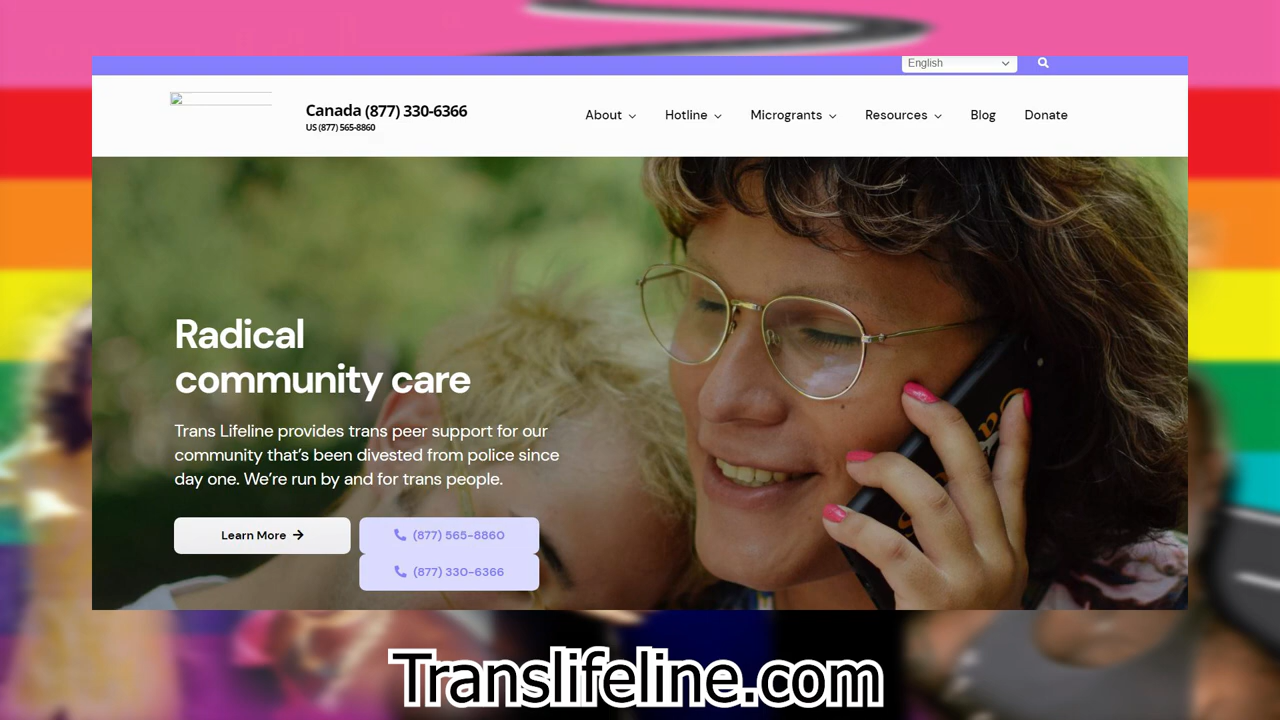 English
Canada (877) 330-6366
US (877) 565-8860
About Hotline Microgrants Resources Blog Donate
Radical
community care
Trans Lifeline provides trans peer support for our
community that's been divested from police since
day one. We're run by and for trans people.
Learn More
(877) 565-8860
(877) 330-6366
Translifeline.com